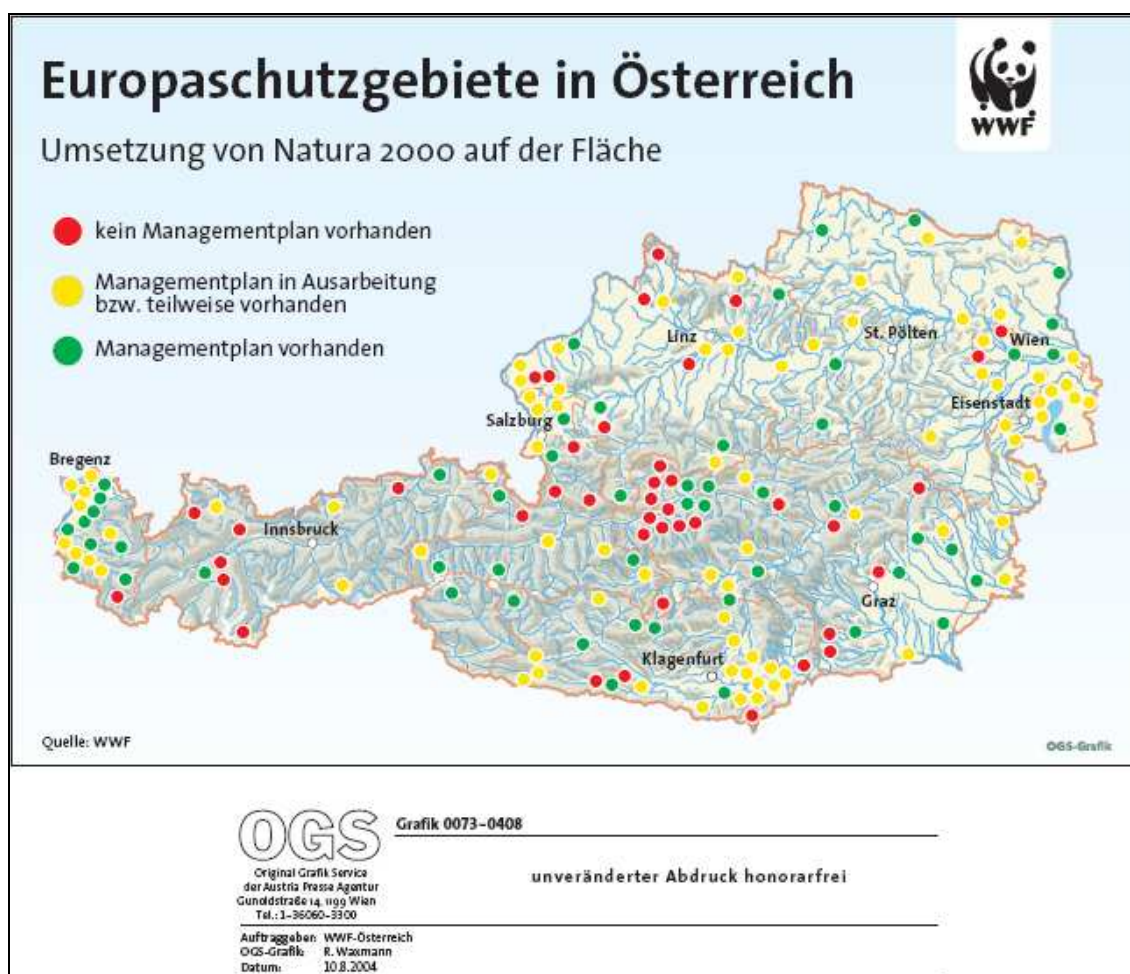 Europaschutzgebiete in Österreich
WWF
Umsetzung von Natura 2000 auf der Fläche
kein Managementplan vorhanden
Managementplan in Ausarbeitung
bzw. teilweise vorhanden
Managementplan vorhanden
Linz
St. Pölten
Wien
Eisenstadt
Salzburg
Bregenz
Innsbruck
Graz
Klagenfurt
Quelle: WWF
OGS-Grafik
OGS
Grafik 0073-0408
Original Grafik Service
der Austria Presse Agentur
Gunoldstraße 14, 1199 Wien
Tel.: 1-36060-3300
unveränderter Abdruck honorarfrei
Auftraggeber: WWF-Österreich
OGS-Grafik: R. Waxmann
Datum: 10.8.2004